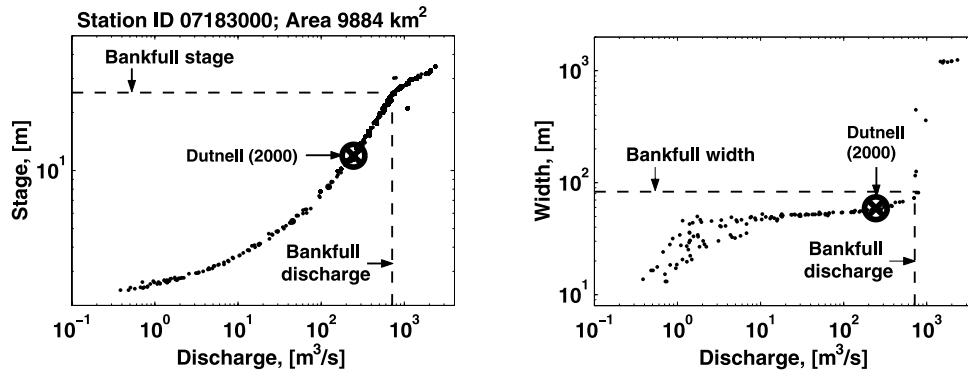 Station ID 07183000; Area 9884 km²
Bankfull stage
Dutnell (2000)
Bankfull
discharge
Stage, [m]
10¹
10⁻¹ 10⁰ 10¹ 10² 10³
Discharge, [m³/s]
10³
10²
10¹
Width, [m]
Dutnell
(2000)
Bankfull width
Bankfull
discharge
10⁻¹ 10⁰ 10¹ 10² 10³
Discharge, [m³/s]